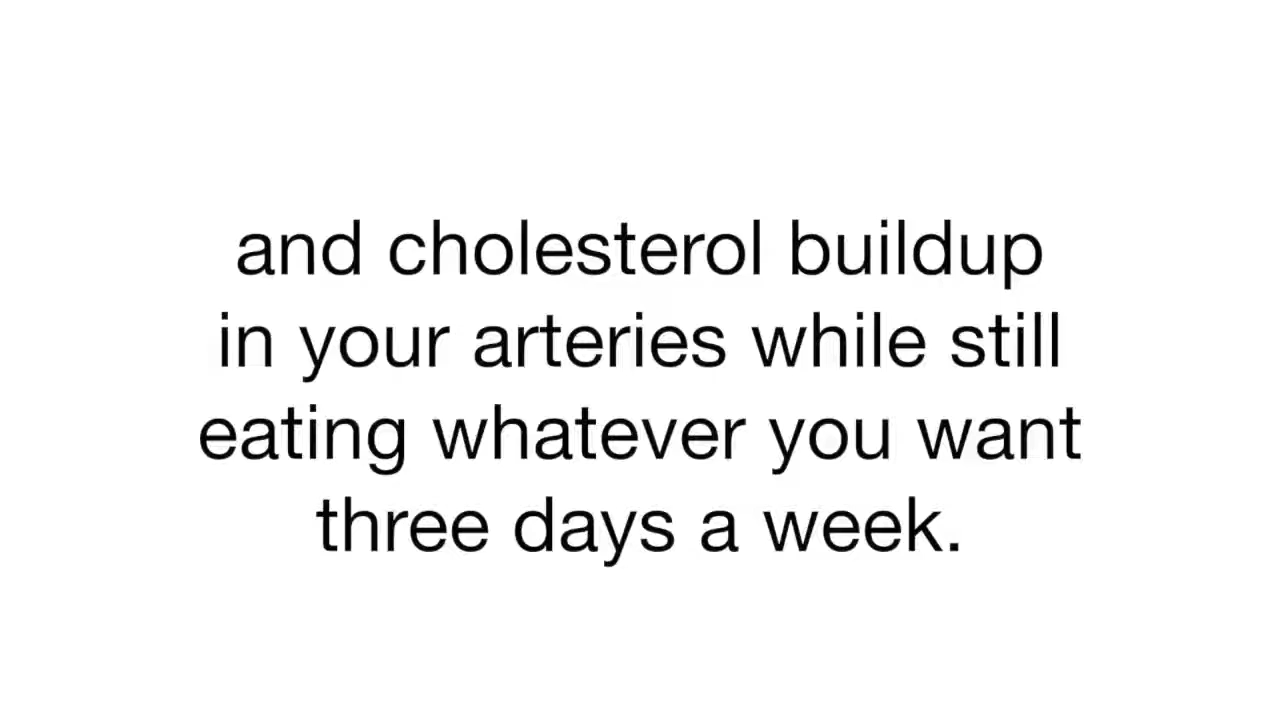 and cholesterol buildup
in your arteries while still
eating whatever you want
three days a week.